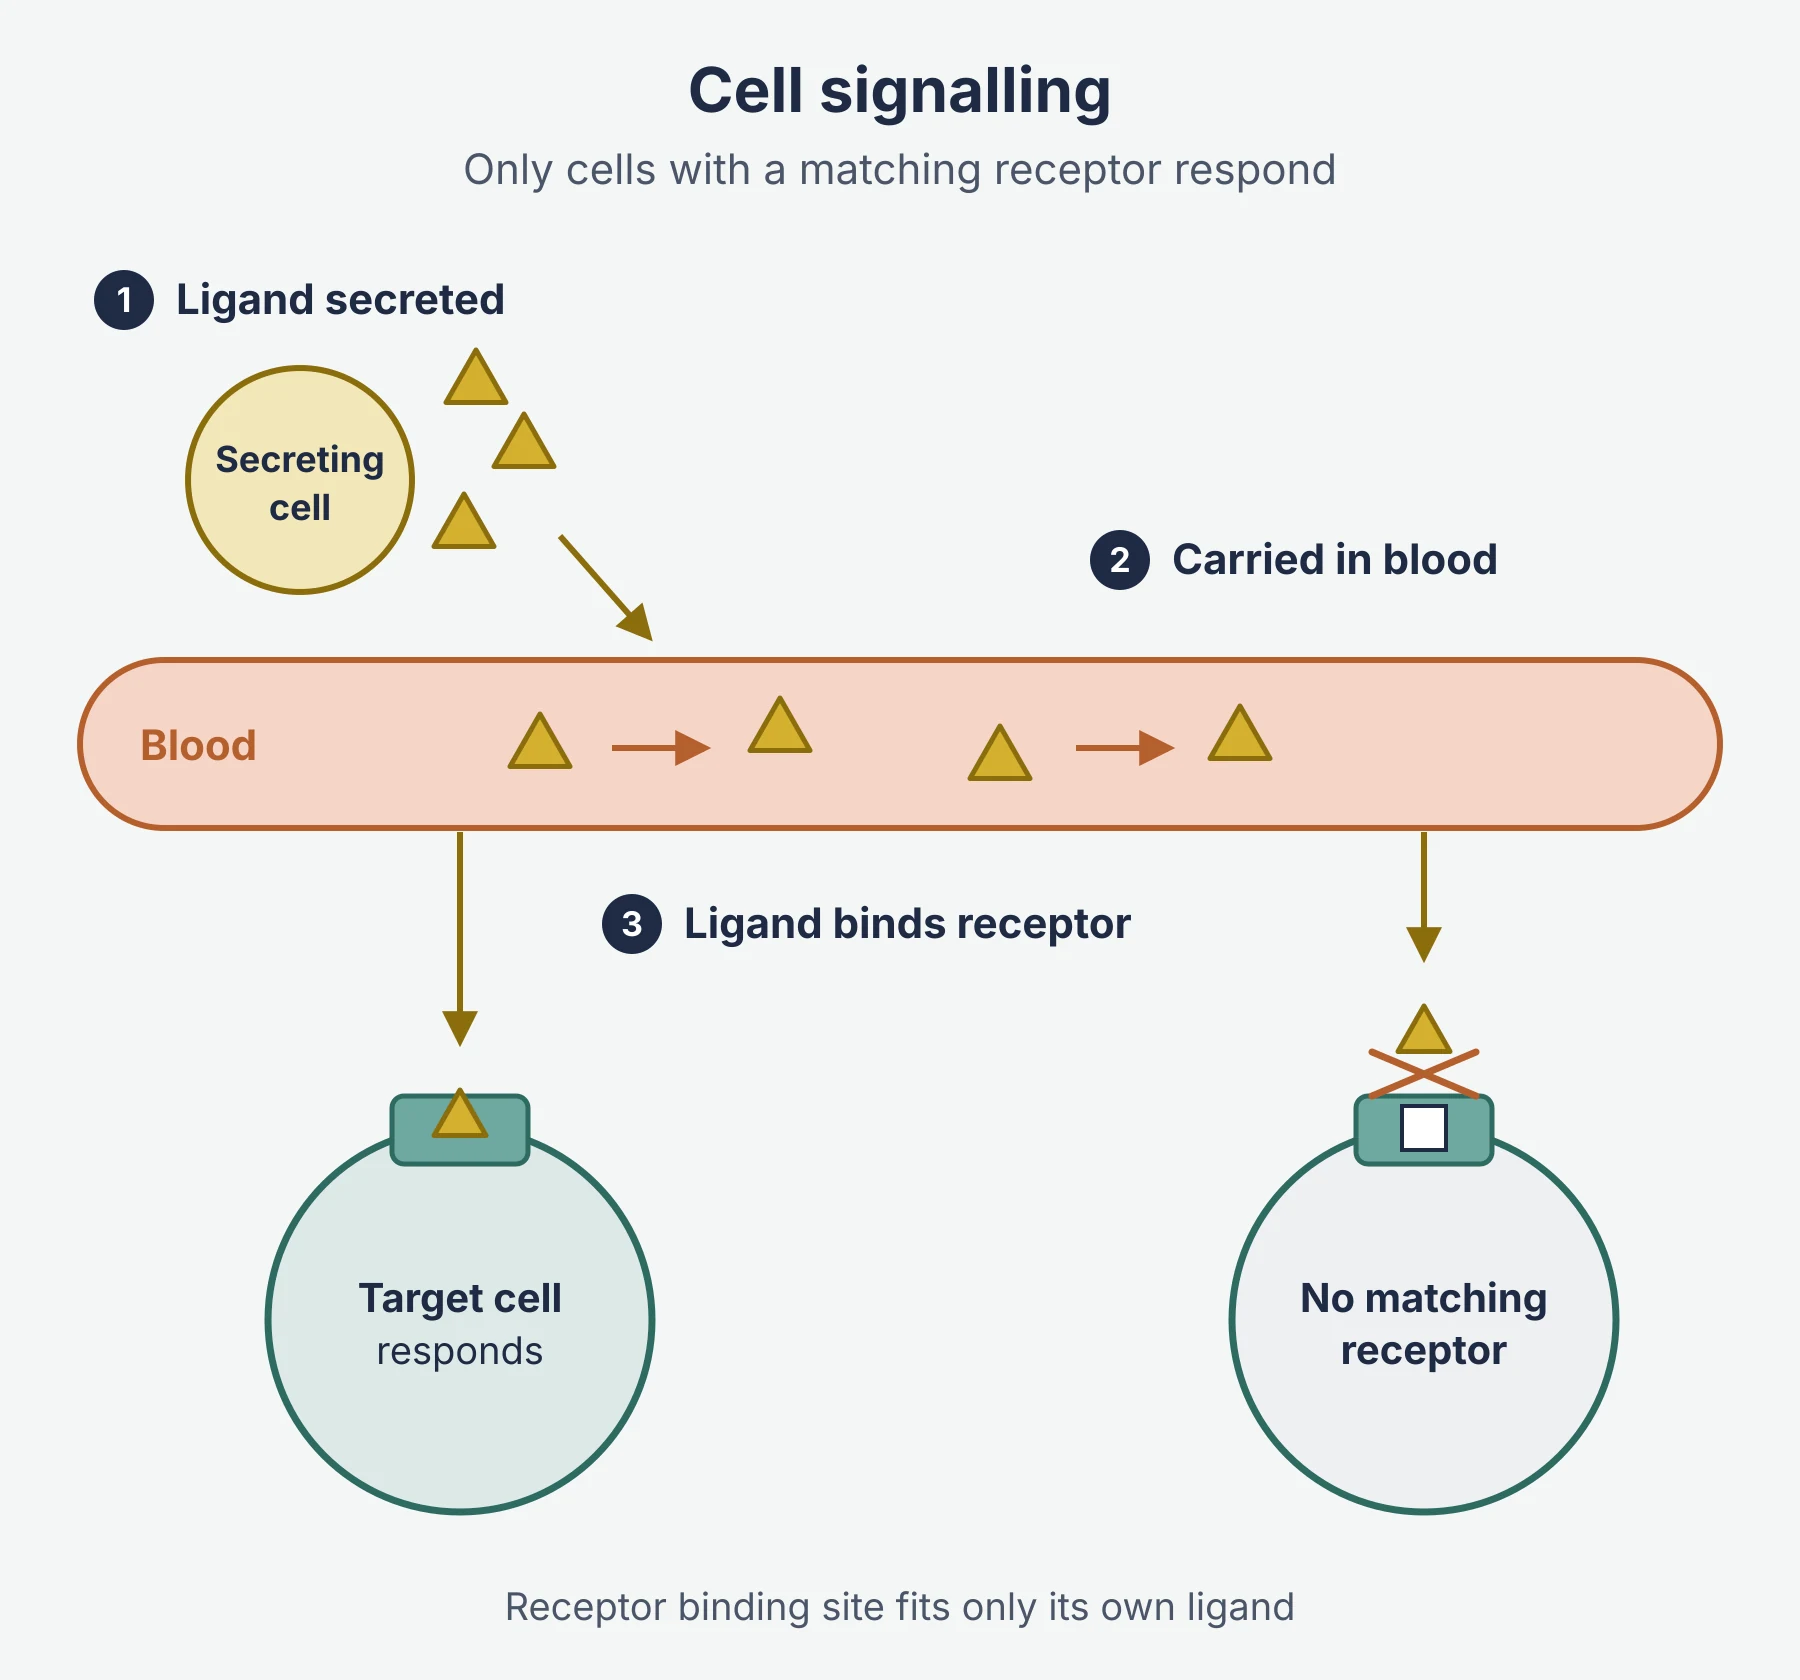 Cell signalling
Only cells with a matching receptor respond
1 Ligand secreted
Secreting
cell
2 Carried in blood
Blood
3 Ligand binds receptor
Target cell
responds
No matching
receptor
Receptor binding site fits only its own ligand